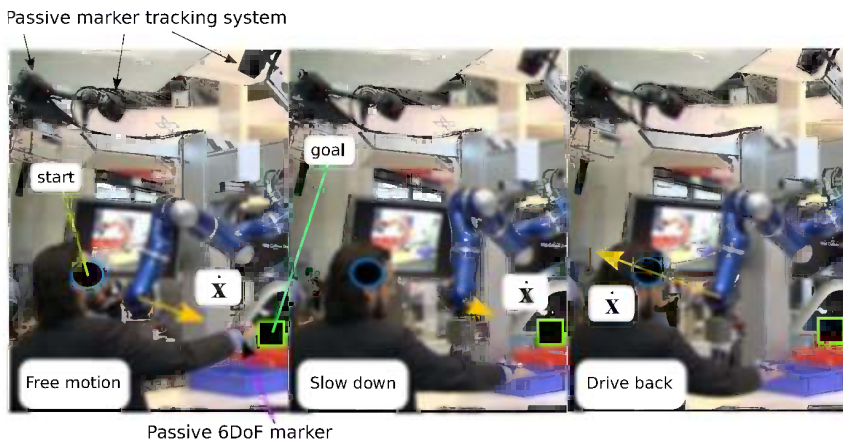 Passive marker tracking system
start
goal
ẋ
ẋ
ẋ
Free motion
Slow down
Drive back
Passive 6DoF marker